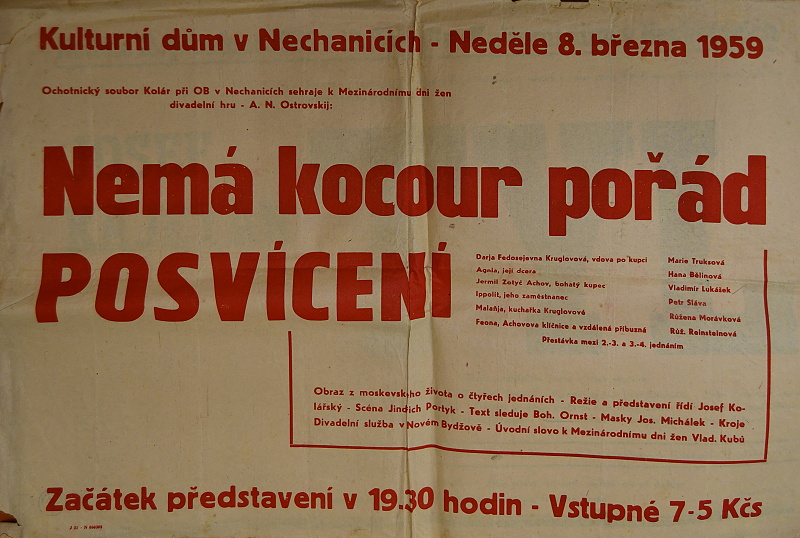 Kulturní dům v Nechanicích - Neděle 8. března 1959
Ochotnický soubor Kolár při OB v Nechanicích sehraje k Mezinárodnímu dni žen
divadelní hru - A. N. Ostrovskij:
Nemá kocour pořád
POSVÍCENÍ
Darja Fedosejevna Kruglovová, vdova po kupci Marie Truksová
Agnia, její dcera Hana Bělinová
Jermil Zotyč Achov, bohatý kupec Vladimír Lukášek
Ippolit, jeho zaměstnanec Petr Sláva
Malaňja, kuchařka Kruglovové Růžena Morávková
Feona, Achovova klíčnice a vzdálená příbuzná Růž. Reinsteinová
Přestávka mezi 2.-3. a 3.-4. jednáním
Obraz z moskevského života o čtyřech jednáních - Režie a představení řídí Josef Ko-
lářský - Scéna Jindřich Portyk - Text sleduje Boh. Ornst - Masky Jos. Michálek - Kroje
Divadelní služba v Novém Bydžově - Úvodní slovo k Mezinárodnímu dni žen Vlad. Kubů
Začátek představení v 19.30 hodin - Vstupné 7-5 Kčs